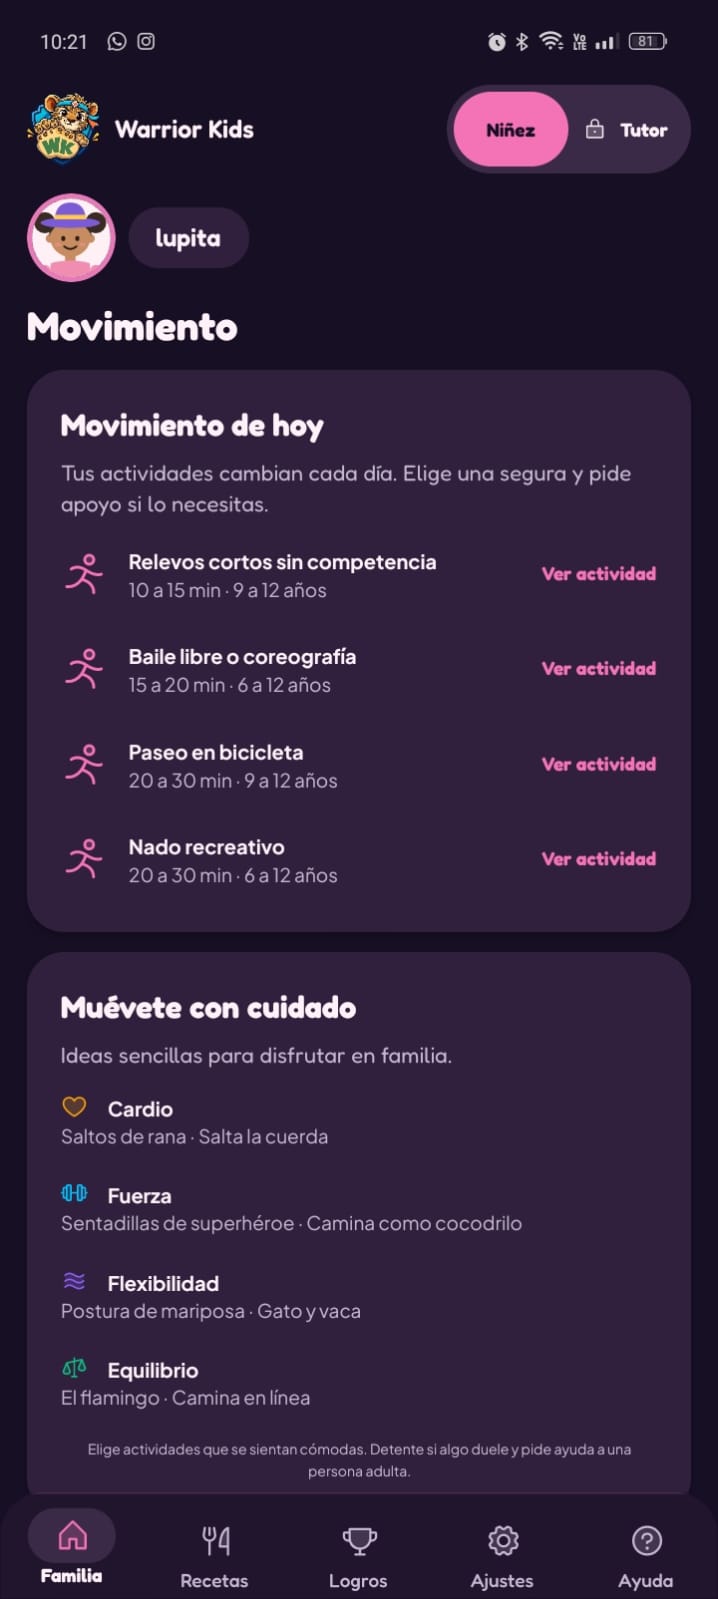 10:21
Vo
LTE
81
WK
Warrior Kids
Niñez
Tutor
lupita
Movimiento
Movimiento de hoy
Tus actividades cambian cada día. Elige una segura y pide
apoyo si lo necesitas.
Relevos cortos sin competencia
10 a 15 min · 9 a 12 años
Ver actividad
Baile libre o coreografía
15 a 20 min · 6 a 12 años
Ver actividad
Paseo en bicicleta
20 a 30 min · 9 a 12 años
Ver actividad
Nado recreativo
20 a 30 min · 6 a 12 años
Ver actividad
Muévete con cuidado
Ideas sencillas para disfrutar en familia.
Cardio
Saltos de rana · Salta la cuerda
Fuerza
Sentadillas de superhéroe · Camina como cocodrilo
Flexibilidad
Postura de mariposa · Gato y vaca
Equilibrio
El flamingo · Camina en línea
Elige actividades que se sientan cómodas. Detente si algo duele y pide ayuda a una
persona adulta.
Familia
Recetas
Logros
Ajustes
Ayuda